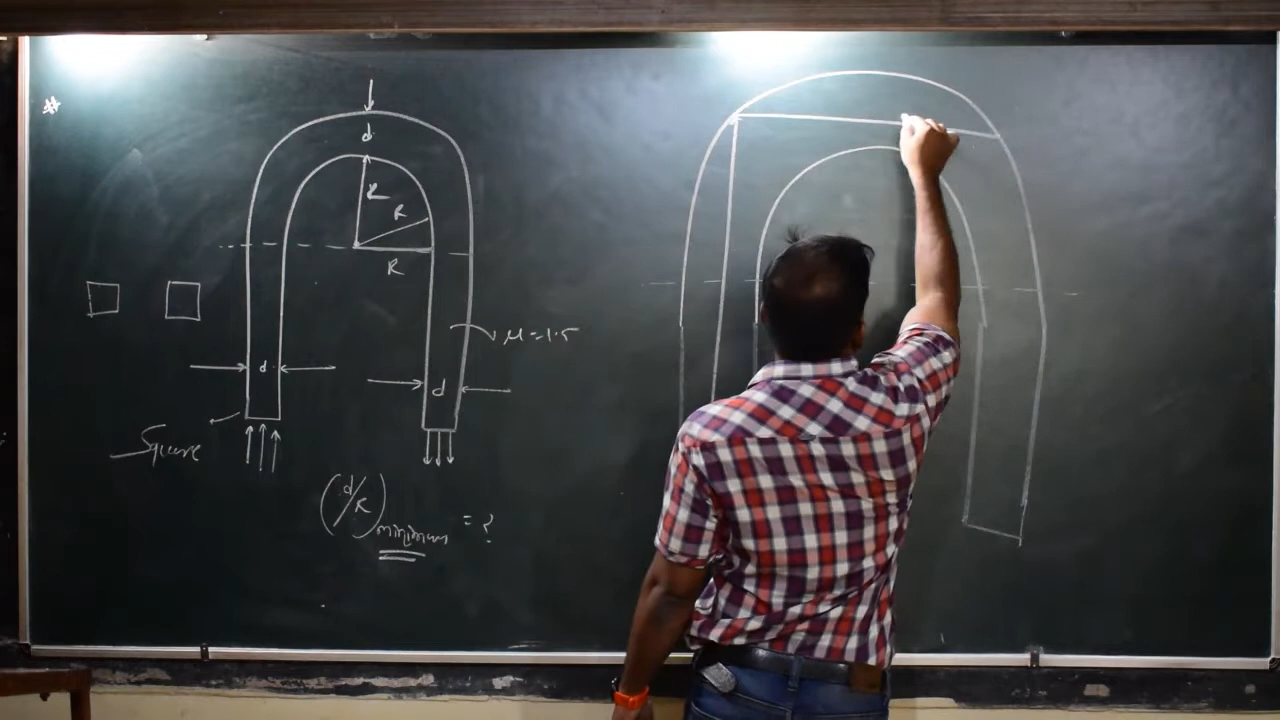 d
R
R
R
μ=1.5
d
d
Square
(d/R)minimum = ?